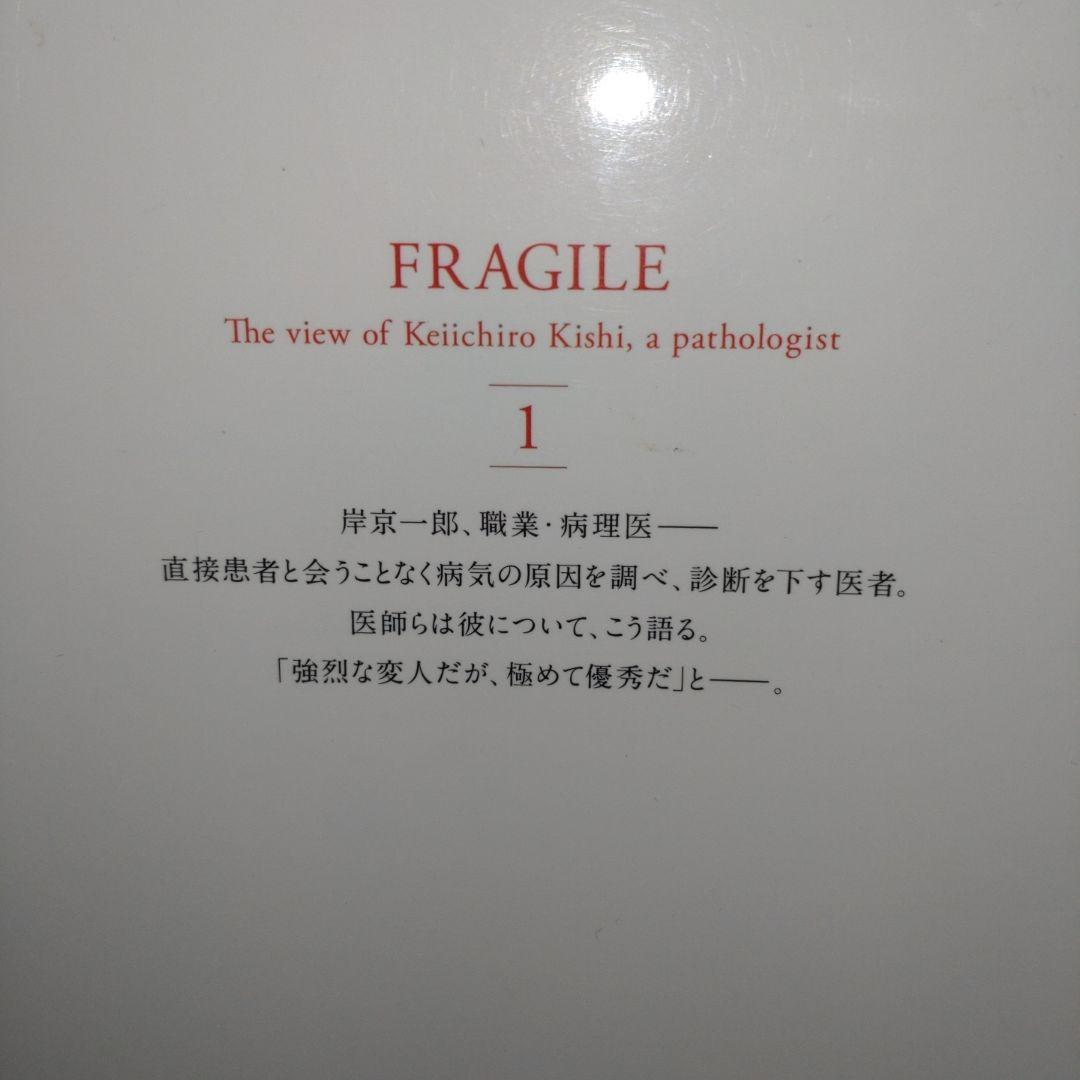 FRAGILE
The view of Keiichiro Kishi, a pathologist
1
岸京一郎、職業・病理医——
直接患者と会うことなく病気の原因を調べ、診断を下す医者。
医師らは彼について、こう語る。
「強烈な変人だが、極めて優秀だ」と——。